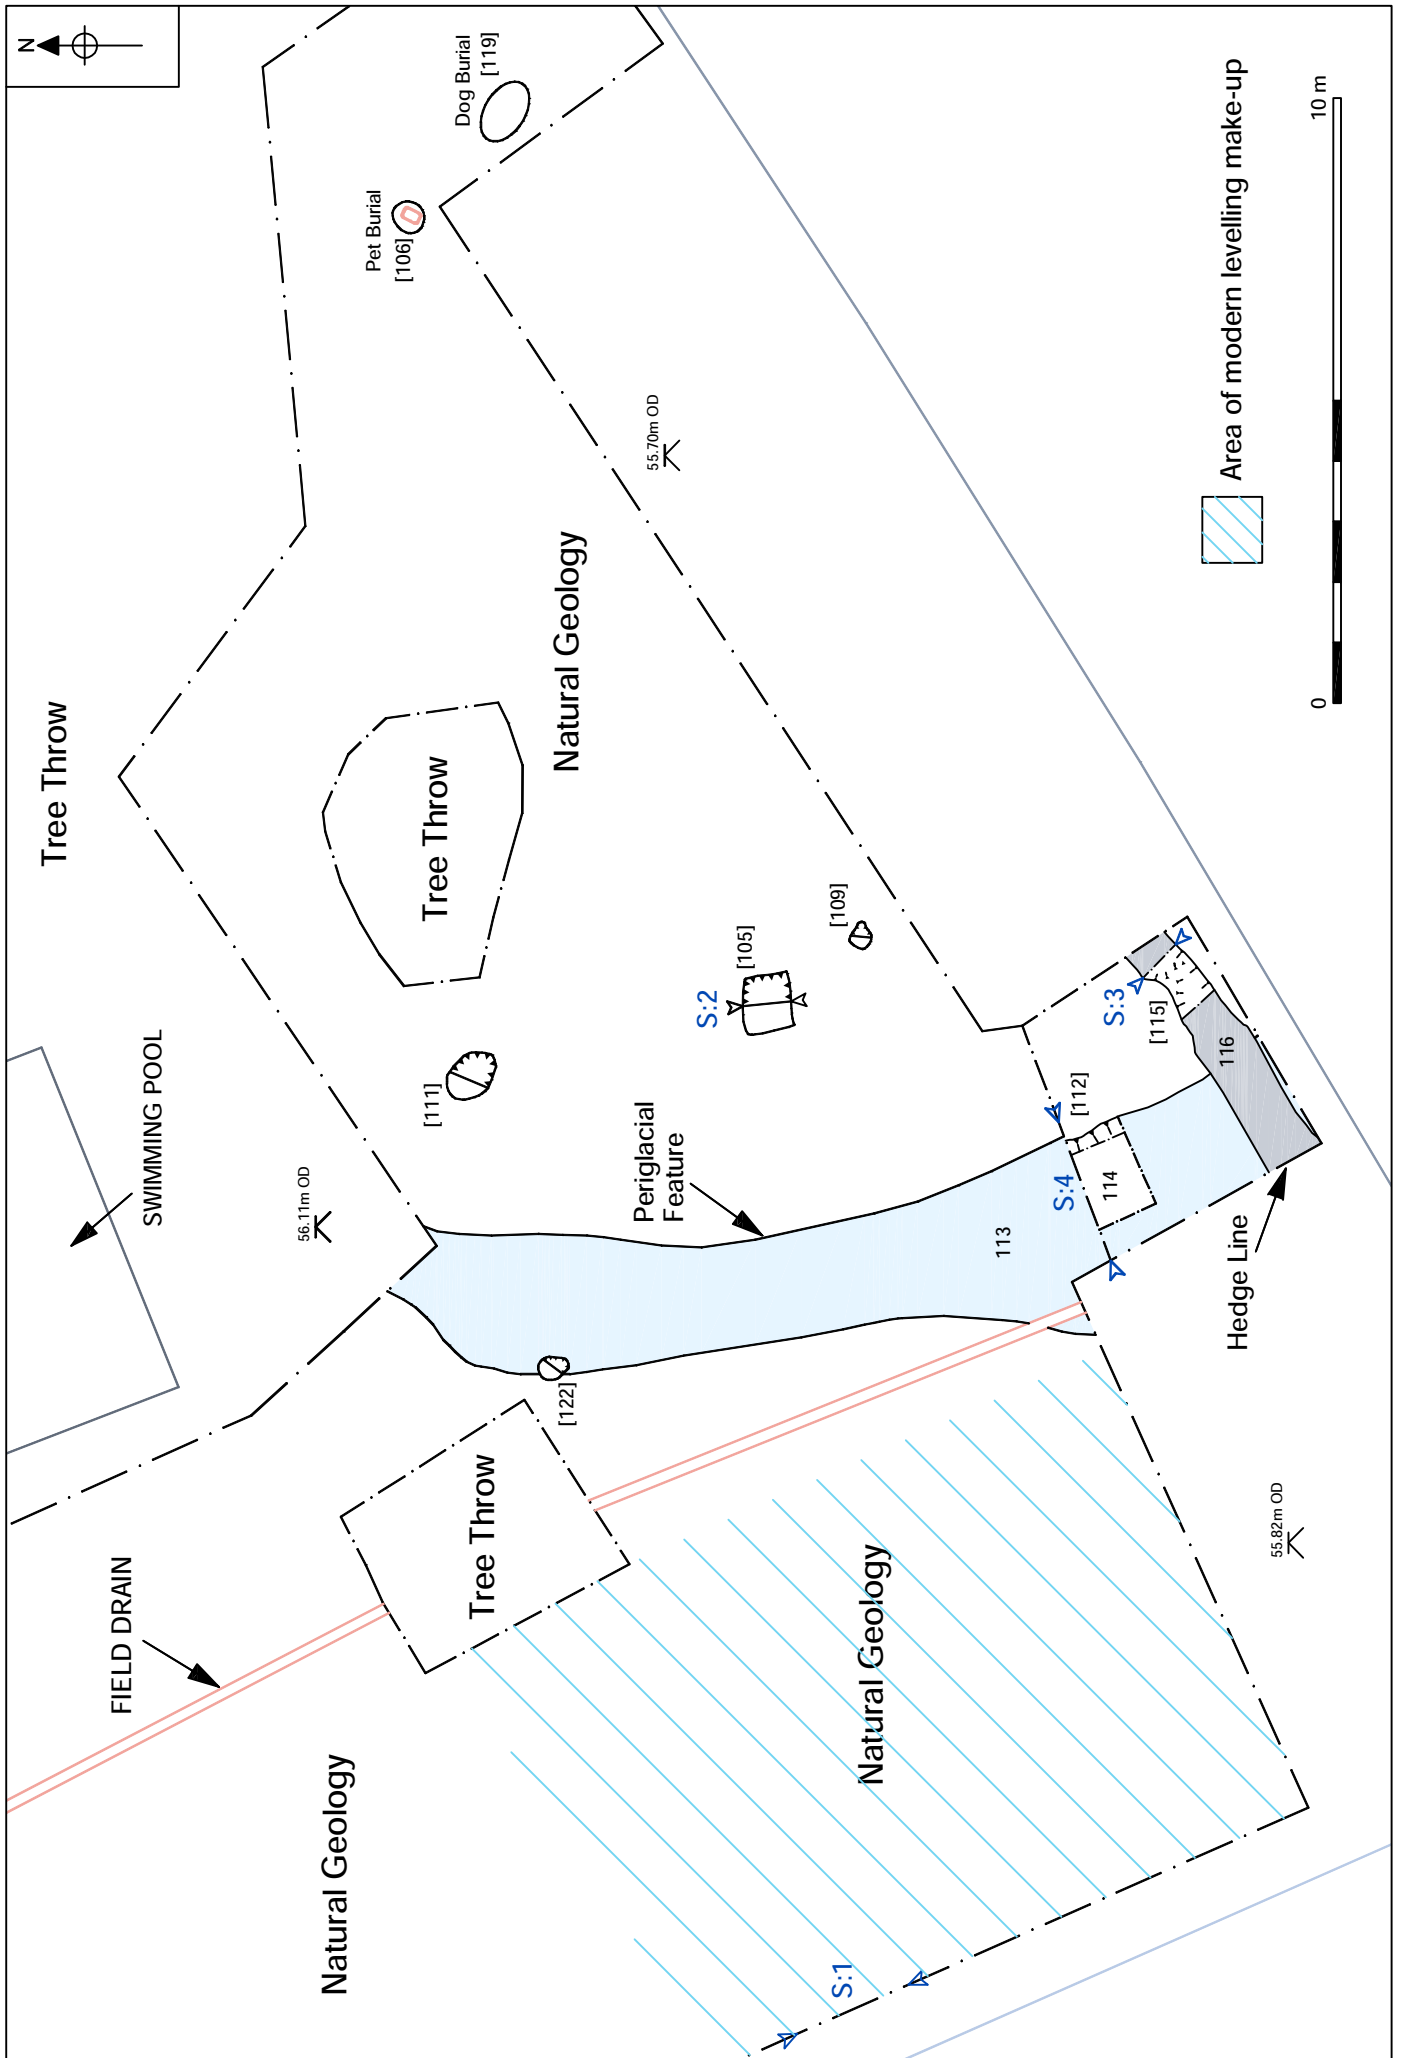 N
Dog Burial
[119]
Pet Burial
[106]
Tree Throw
SWIMMING POOL
FIELD DRAIN
Natural Geology
56.11m OD
[111]
Tree Throw
Natural Geology
55.70m OD
Tree Throw
[122]
Periglacial
Feature
S:2
[105]
[109]
Natural Geology
S:1
113
S:4
114
[112]
S:3
[115]
116
Hedge Line
55.82m OD
Area of modern levelling make-up
0
10 m